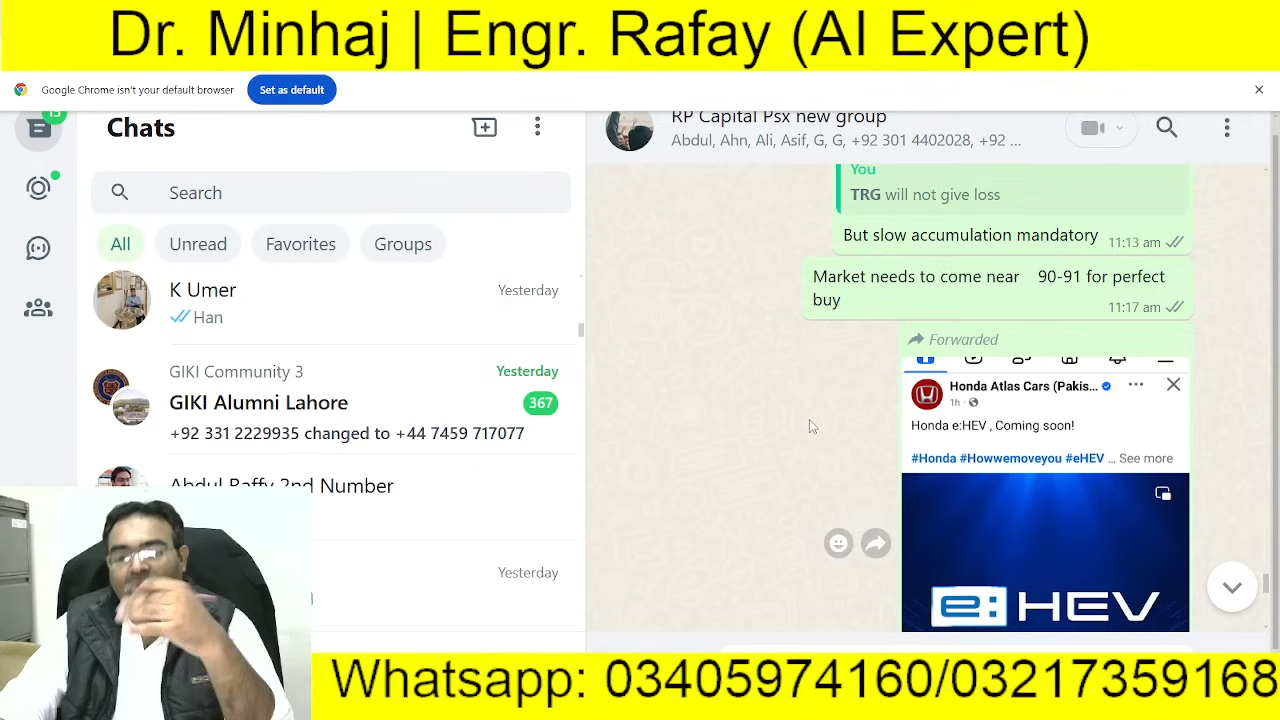 Dr. Minhaj | Engr. Rafay (AI Expert)
Google Chrome isn't your default browser
Set as default
15
Chats
Search
All
Unread
Favorites
Groups
K Umer
Yesterday
Han
GIKI Community 3
Yesterday
GIKI Alumni Lahore
367
+92 331 2229935 changed to +44 7459 717077
Abdul Raffy 2nd Number
Yesterday
RP Capital Psx new group
Abdul, Ahn, Ali, Asif, G, G, +92 301 4402028, +92 ...
You
TRG will not give loss
But slow accumulation mandatory
11:13 am
Market needs to come near 90-91 for perfect
buy
11:17 am
Forwarded
Honda Atlas Cars (Pakis...
1h ·
Honda e:HEV , Coming soon!
#Honda #Howwemoveyou #eHEV ... See more
e:HEV
Whatsapp: 03405974160/03217359168